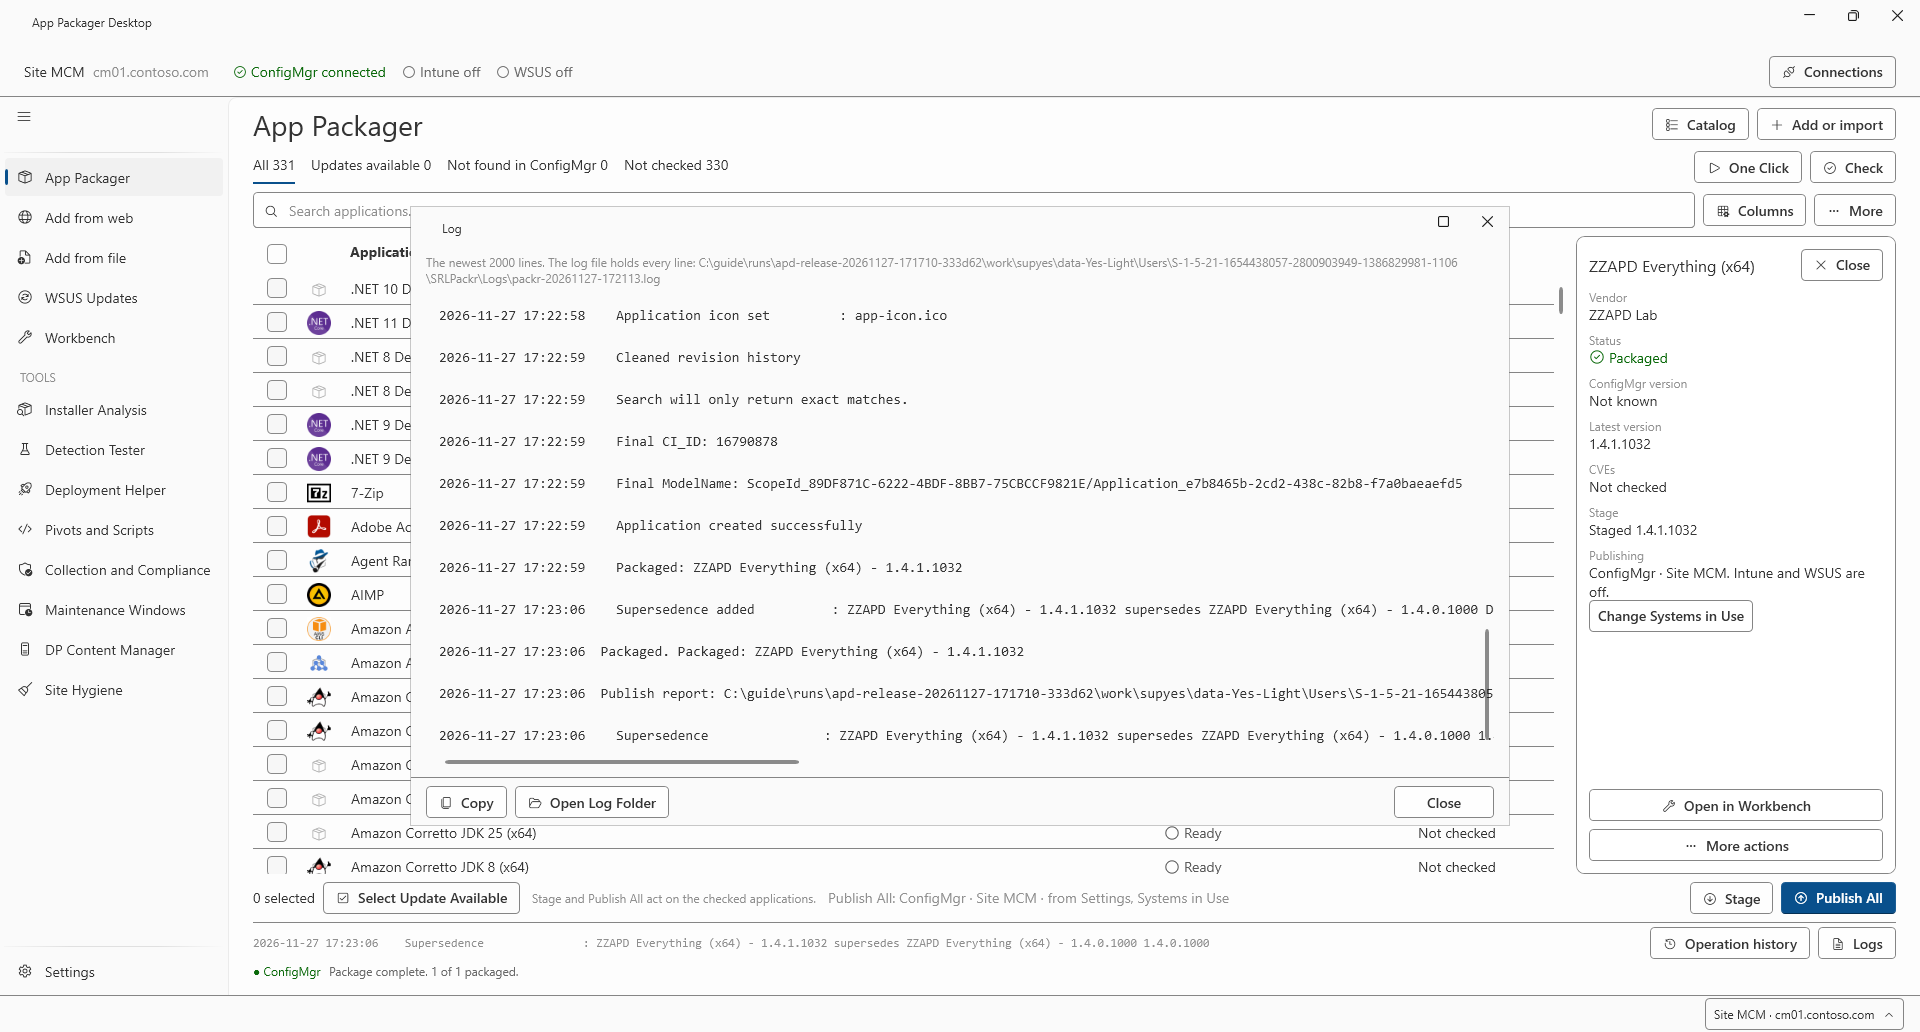 App Packager Desktop
Site MCM cm01.contoso.com ConfigMgr connected Intune off WSUS off
Connections
App Packager
Add from web
Add from file
WSUS Updates
Workbench
TOOLS
Installer Analysis
Detection Tester
Deployment Helper
Pivots and Scripts
Collection and Compliance
Maintenance Windows
DP Content Manager
Site Hygiene
Settings
App Packager
Catalog
Add or import
All 331 Updates available 0 Not found in ConfigMgr 0 Not checked 330
One Click
Check
Search applications.
Columns
More
.NET 10 D
.NET 11 D
.NET 8 De
.NET 8 De
.NET 9 De
.NET 9 De
7-Zip
Adobe Ac
Agent Ra
AIMP
Amazon A
Amazon A
Amazon C
Amazon C
Amazon C
Amazon C
Amazon Corretto JDK 25 (x64) Ready Not checked
Amazon Corretto JDK 8 (x64) Ready Not checked
Log
The newest 2000 lines. The log file holds every line: C:\guide\runs\apd-release-20261127-171710-333d62\work\supyes\data-Yes-Light\Users\S-1-5-21-1654438057-2800903949-1386829981-1106
\SRLPackr\Logs\packr-20261127-172113.log
2026-11-27 17:22:58 Application icon set : app-icon.ico
2026-11-27 17:22:59 Cleaned revision history
2026-11-27 17:22:59 Search will only return exact matches.
2026-11-27 17:22:59 Final CI_ID: 16790878
2026-11-27 17:22:59 Final ModelName: ScopeId_89DF871C-6222-4BDF-8BB7-75CBCCF9821E/Application_e7b8465b-2cd2-438c-82b8-f7a0baeaefd5
2026-11-27 17:22:59 Application created successfully
2026-11-27 17:22:59 Packaged: ZZAPD Everything (x64) - 1.4.1.1032
2026-11-27 17:23:06 Supersedence added : ZZAPD Everything (x64) - 1.4.1.1032 supersedes ZZAPD Everything (x64) - 1.4.0.1000 D
2026-11-27 17:23:06 Packaged. Packaged: ZZAPD Everything (x64) - 1.4.1.1032
2026-11-27 17:23:06 Publish report: C:\guide\runs\apd-release-20261127-171710-333d62\work\supyes\data-Yes-Light\Users\S-1-5-21-165443805
2026-11-27 17:23:06 Supersedence : ZZAPD Everything (x64) - 1.4.1.1032 supersedes ZZAPD Everything (x64) - 1.4.0.1000 1.
Copy
Open Log Folder
Close
ZZAPD Everything (x64)
Close
Vendor
ZZAPD Lab
Status
Packaged
ConfigMgr version
Not known
Latest version
1.4.1.1032
CVEs
Not checked
Stage
Staged 1.4.1.1032
Publishing
ConfigMgr · Site MCM. Intune and WSUS are
off.
Change Systems in Use
Open in Workbench
More actions
0 selected Select Update Available Stage and Publish All act on the checked applications. Publish All: ConfigMgr · Site MCM · from Settings, Systems in Use
Stage
Publish All
2026-11-27 17:23:06 Supersedence : ZZAPD Everything (x64) - 1.4.1.1032 supersedes ZZAPD Everything (x64) - 1.4.0.1000 1.4.0.1000
Operation history
Logs
ConfigMgr Package complete. 1 of 1 packaged.
Site MCM · cm01.contoso.com